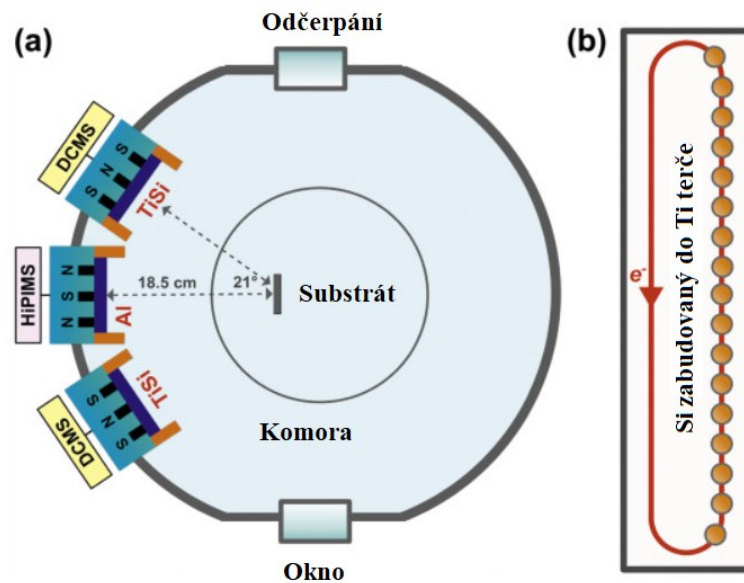 (a)
Odčerpání
(b)
DCMS
S N S
TiSi
HiPIMS
N S N
Al
18.5 cm
21°
Substrát
DCMS
S N S
TiSi
Komora
Okno
e-
Si zabudovaný do Ti terče